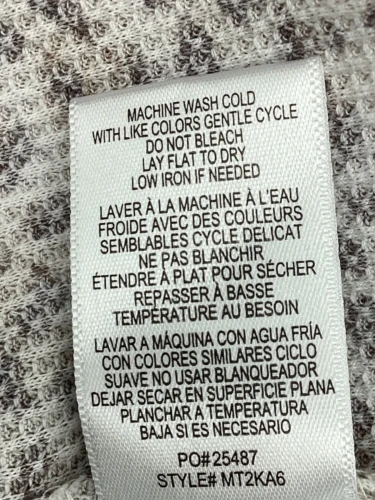 MACHINE WASH COLD
WITH LIKE COLORS GENTLE CYCLE
DO NOT BLEACH
LAY FLAT TO DRY
LOW IRON IF NEEDED
LAVER À LA MACHINE À L'EAU
FROIDE AVEC DES COULEURS
SEMBLABLES CYCLE DELICAT
NE PAS BLANCHIR
ÉTENDRE À PLAT POUR SÉCHER
REPASSER À BASSE
TEMPÉRATURE AU BESOIN
LAVAR A MÁQUINA CON AGUA FRÍA
CON COLORES SIMILARES CICLO
SUAVE NO USAR BLANQUEADOR
DEJAR SECAR EN SUPERFICIE PLANA
PLANCHAR A TEMPERATURA
BAJA SI ES NECESARIO
PO#25487
STYLE# MT2KA6